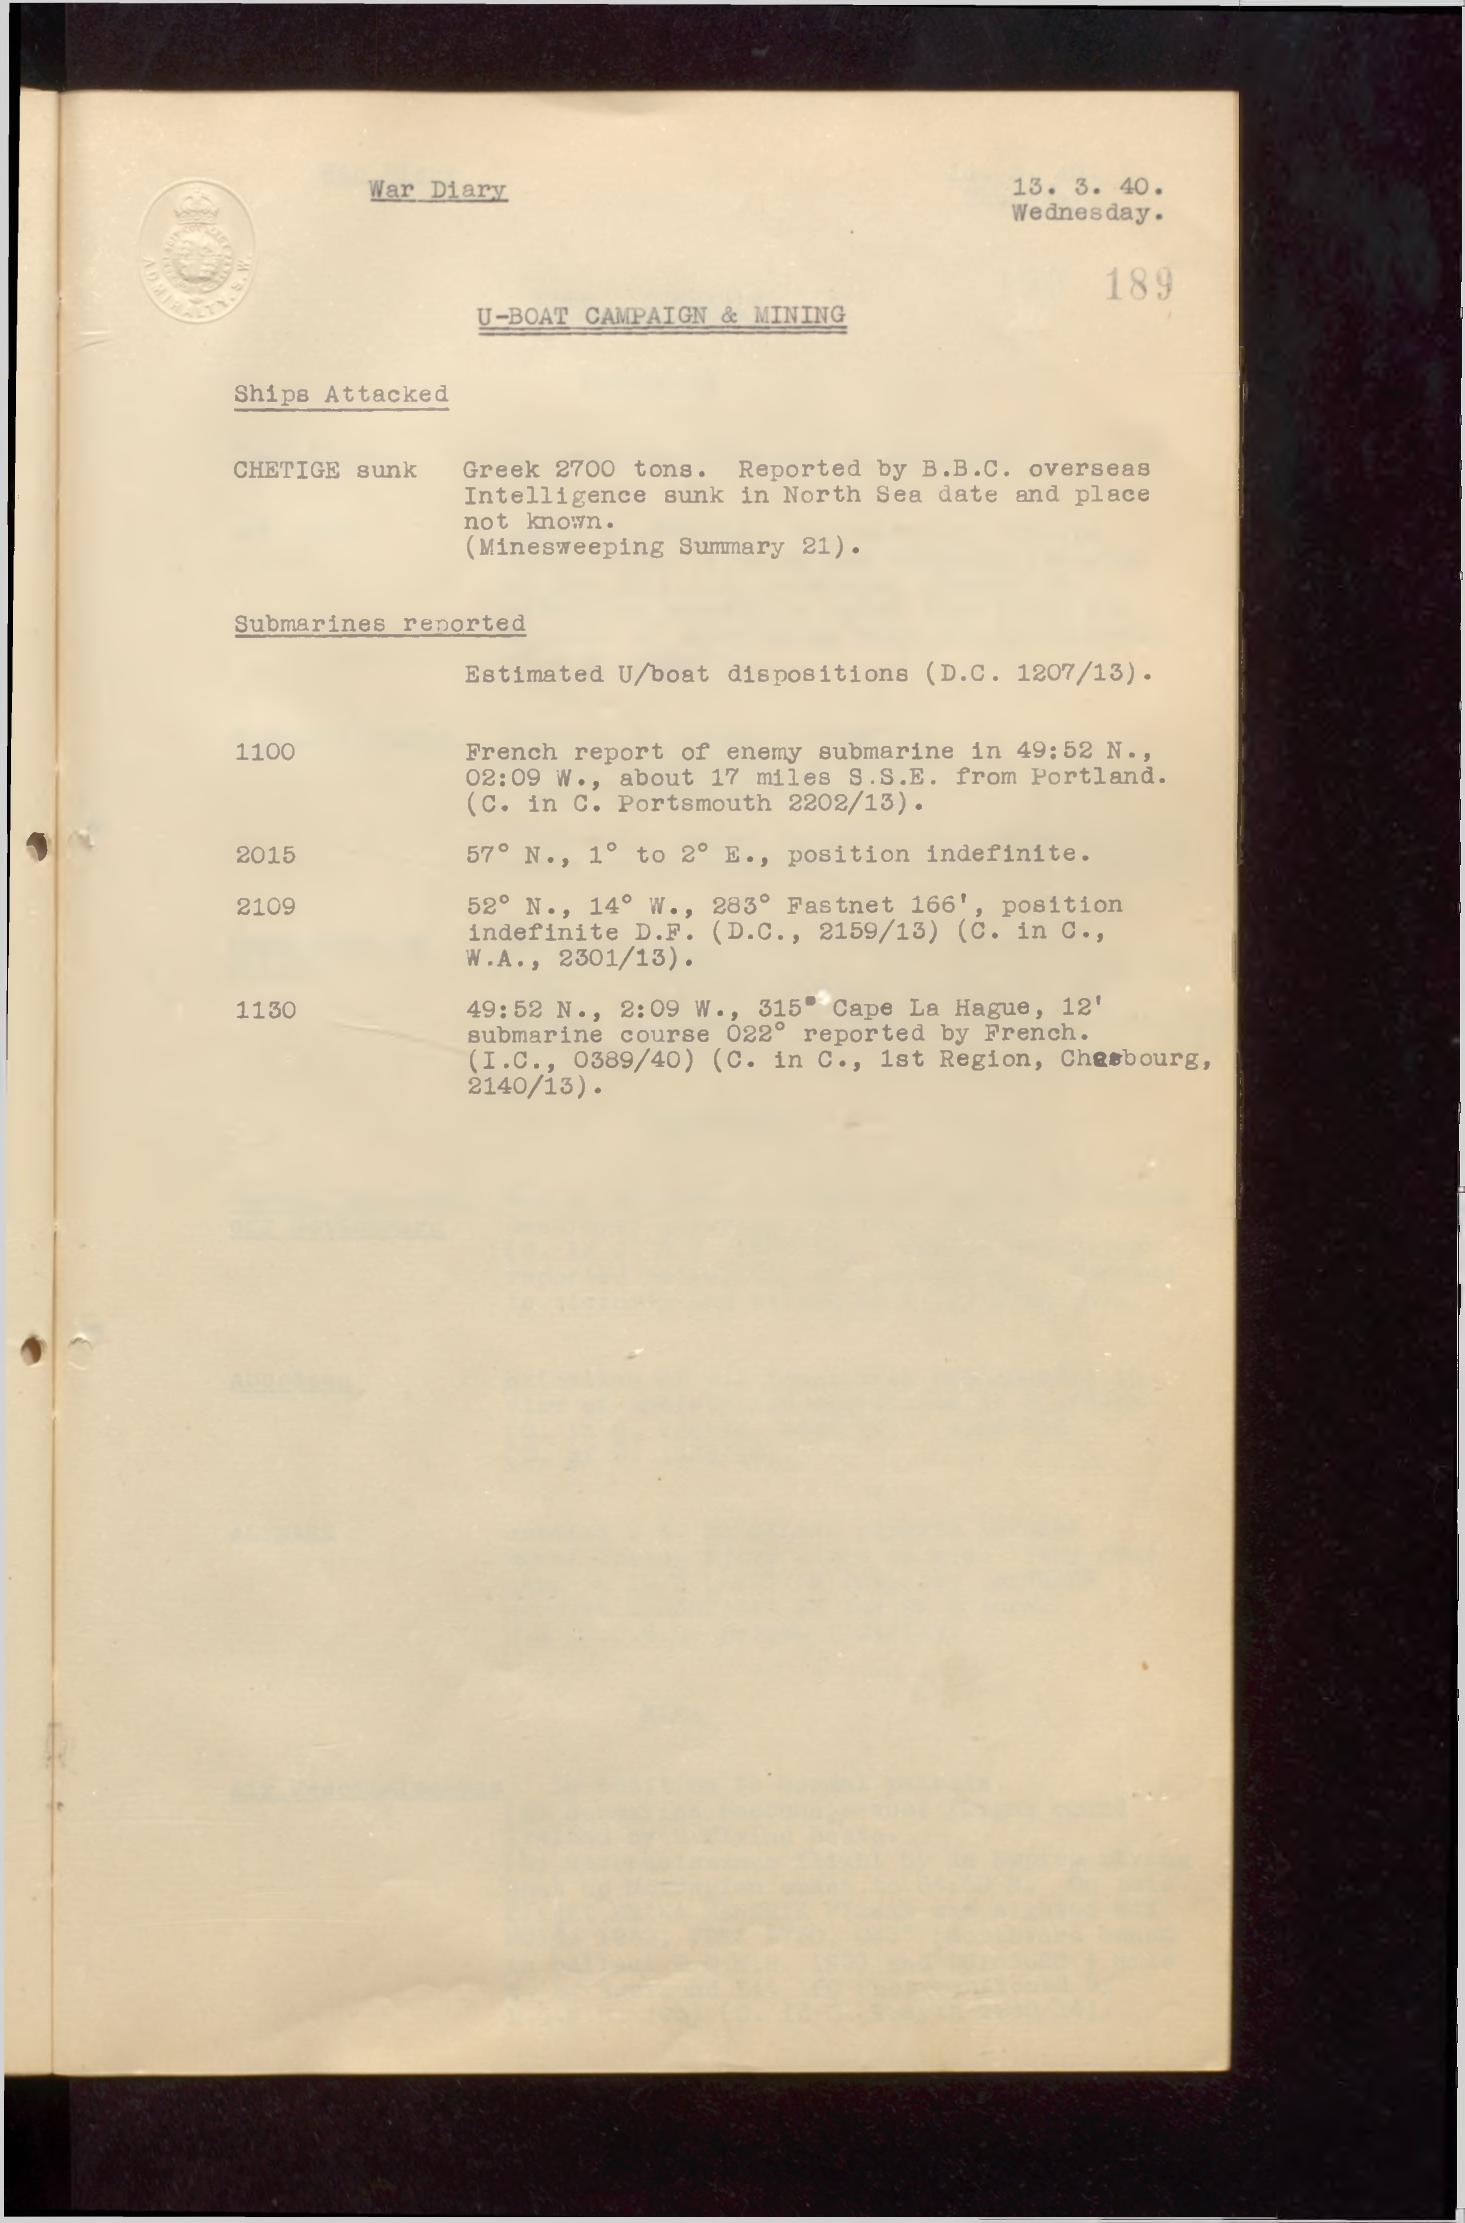 War Diary
13. 3. 40.
Wednesday.
189
ADMIRALTY. S.W.
U-BOAT CAMPAIGN & MINING
Ships Attacked
CHETIGE sunk Greek 2700 tons. Reported by B.B.C. overseas
Intelligence sunk in North Sea date and place
not known.
(Minesweeping Summary 21).
Submarines reported
Estimated U/boat dispositions (D.C. 1207/13).
1100 French report of enemy submarine in 49:52 N.,
02:09 W., about 17 miles S.S.E. from Portland.
(C. in C. Portsmouth 2202/13).
2015 57° N., 1° to 2° E., position indefinite.
2109 52° N., 14° W., 283° Fastnet 166', position
indefinite D.F. (D.C., 2159/13) (C. in C.,
W.A., 2301/13).
1130 49:52 N., 2:09 W., 315° Cape La Hague, 12'
submarine course 022° reported by French.
(I.C., 0389/40) (C. in C., 1st Region, Cherbourg,
2140/13).